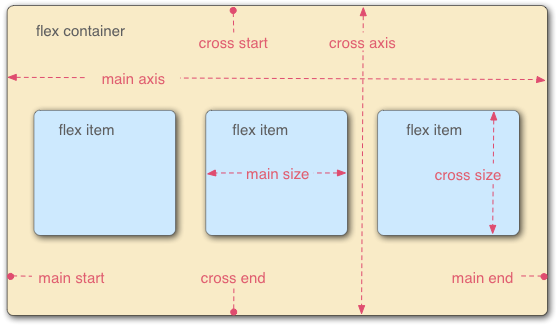 flex container
cross start
cross axis
main axis
flex item
flex item
flex item
main size
cross size
main start
cross end
main end